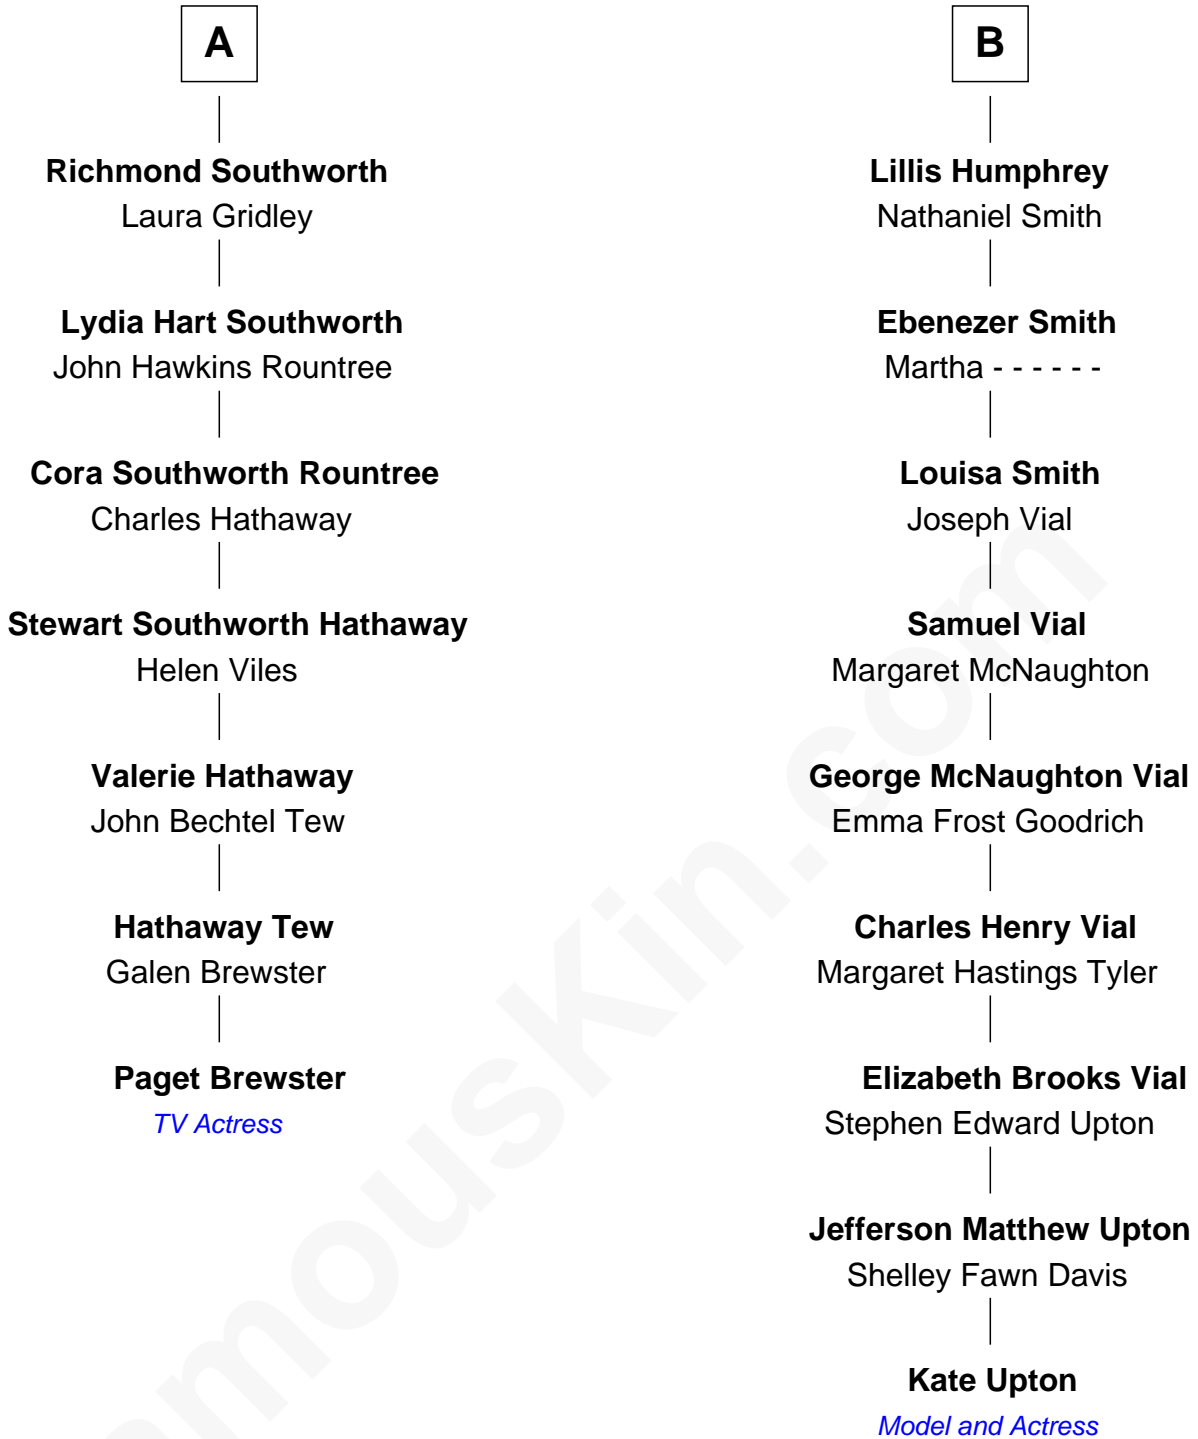 A
Richmond Southworth
Laura Gridley
Lydia Hart Southworth
John Hawkins Rountree
Cora Southworth Rountree
Charles Hathaway
Stewart Southworth Hathaway
Helen Viles
Valerie Hathaway
John Bechtel Tew
Hathaway Tew
Galen Brewster
Paget Brewster
TV Actress
B
Lillis Humphrey
Nathaniel Smith
Ebenezer Smith
Martha - - - - - -
Louisa Smith
Joseph Vial
Samuel Vial
Margaret McNaughton
George McNaughton Vial
Emma Frost Goodrich
Charles Henry Vial
Margaret Hastings Tyler
Elizabeth Brooks Vial
Stephen Edward Upton
Jefferson Matthew Upton
Shelley Fawn Davis
Kate Upton
Model and Actress
amousKin.com